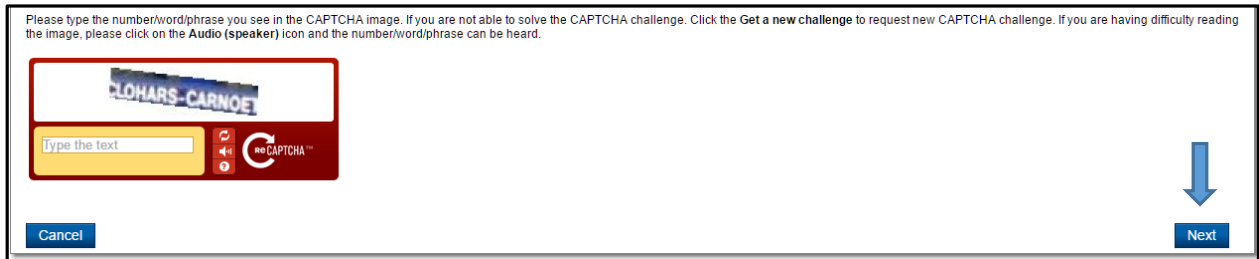 Please type the number/word/phrase you see in the CAPTCHA image. If you are not able to solve the CAPTCHA challenge. Click the Get a new challenge to request new CAPTCHA challenge. If you are having difficulty reading
the image, please click on the Audio (speaker) icon and the number/word/phrase can be heard.
CLOHARS-CARNOET
Type the text
reCAPTCHA™
Cancel
Next